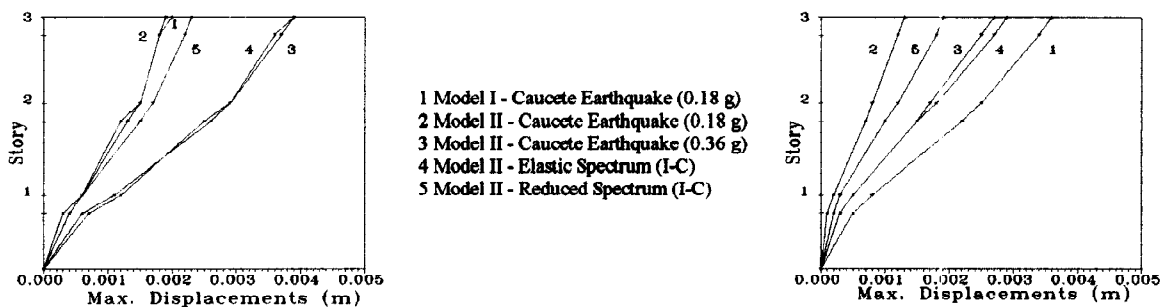 3
2
1
Story
2
1
5
4
3
0.000 0.001 0.002 0.003 0.004 0.005
Max. Displacements (m)
1 Model I - Caucete Earthquake (0.18 g)
2 Model II - Caucete Earthquake (0.18 g)
3 Model II - Caucete Earthquake (0.36 g)
4 Model II - Elastic Spectrum (I-C)
5 Model II - Reduced Spectrum (I-C)
3
2
1
Story
2
5
3
4
1
0.000 0.001 0.002 0.003 0.004 0.005
Max. Displacements (m)